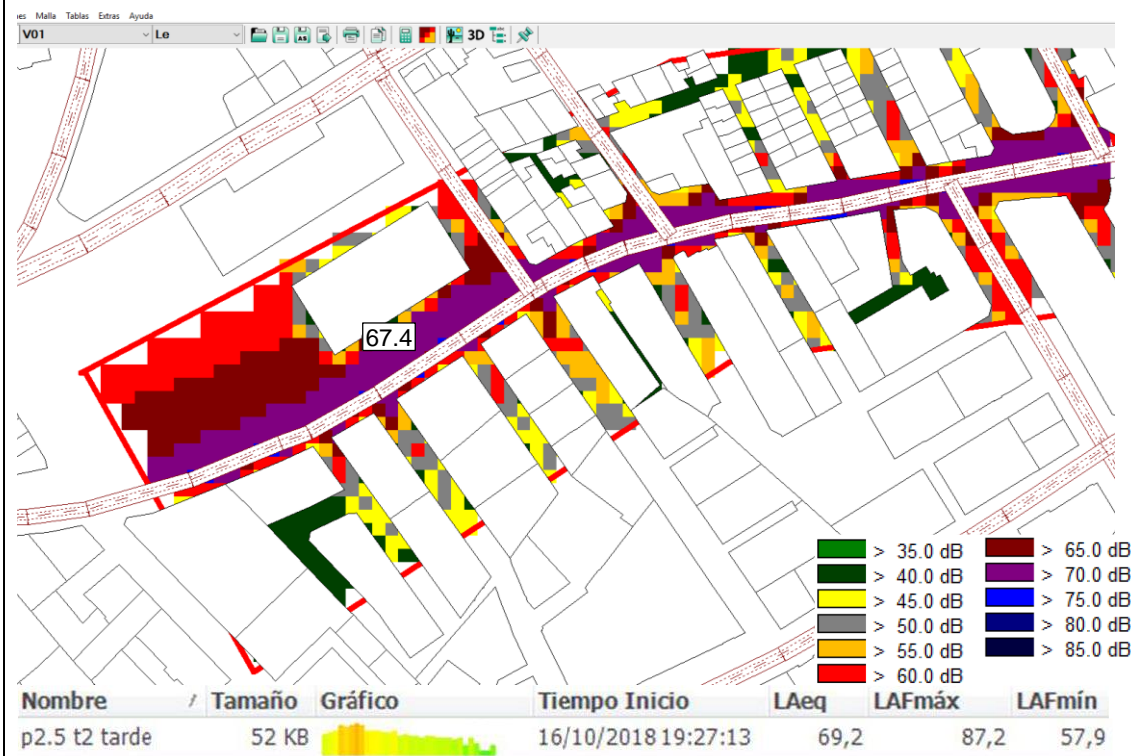 Malla Tablas Extras Ayuda
V01 Le 3D
67.4
> 35.0 dB > 65.0 dB
> 40.0 dB > 70.0 dB
> 45.0 dB > 75.0 dB
> 50.0 dB > 80.0 dB
> 55.0 dB > 85.0 dB
> 60.0 dB
Nombre / Tamaño Gráfico Tiempo Inicio LAeq LAFmáx LAFmín
p2.5 t2 tarde 52 KB 16/10/2018 19:27:13 69,2 87,2 57,9